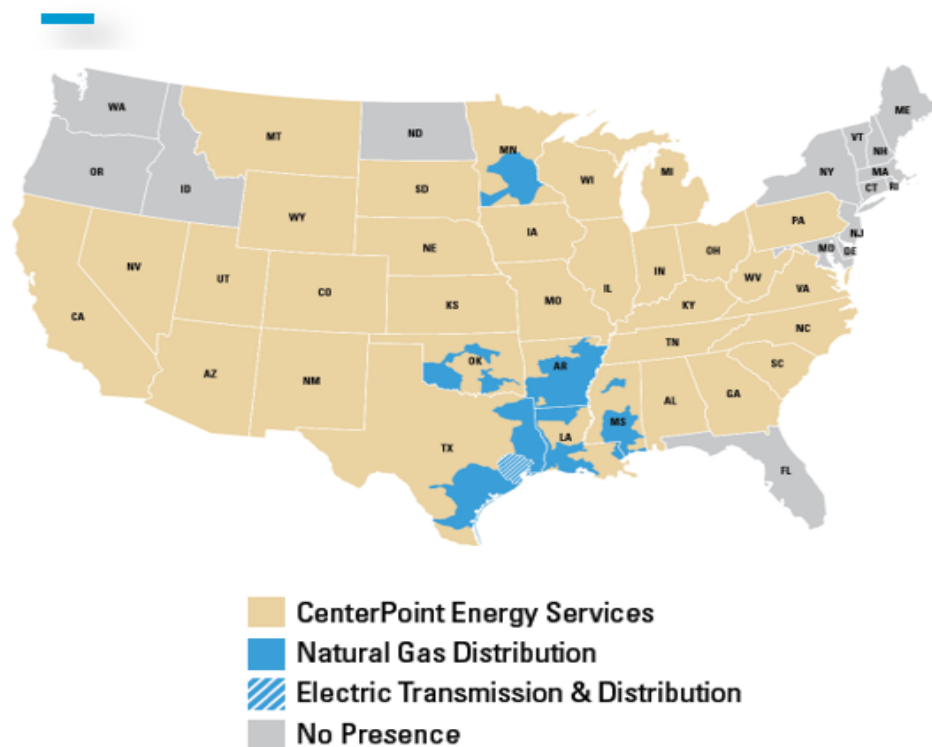 WA
MT
ND
MN
OR
ID
SD
WI
MI
ME
VT
NH
NY
MA
CT
RI
WY
IA
PA
NJ
NE
OH
MD
DE
NV
UT
CO
IL
IN
WV
VA
CA
KS
MO
KY
NC
TN
OK
AR
SC
AZ
NM
MS
AL
GA
TX
LA
FL
CenterPoint Energy Services
Natural Gas Distribution
Electric Transmission & Distribution
No Presence